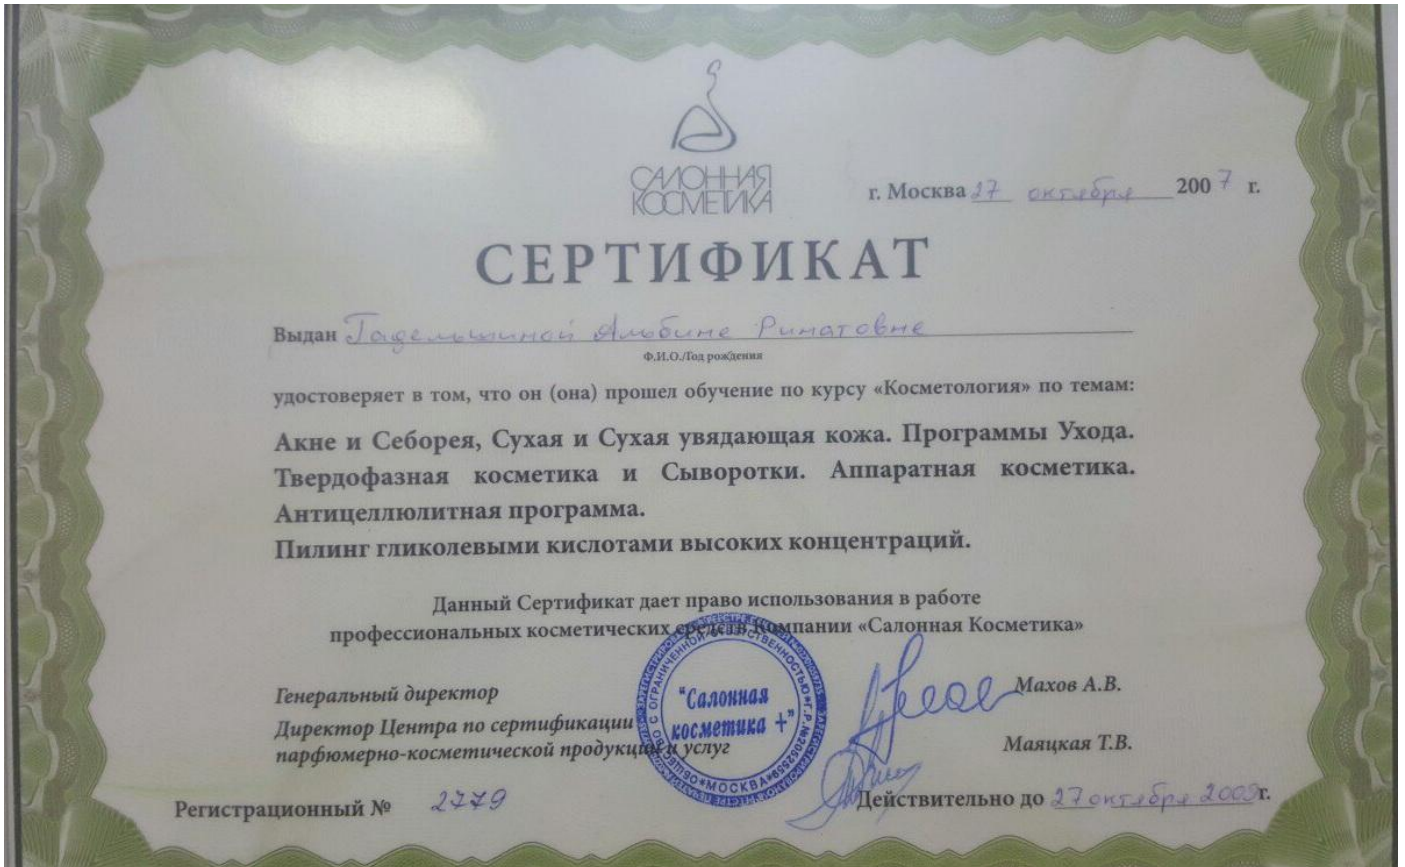 САЛОННАЯ
КОСМЕТИКА
г. Москва 27 октября 2007 г.
СЕРТИФИКАТ
Выдан Гадельшиной Альбине Ринатовне
Ф.И.О./Год рождения
удостоверяет в том, что он (она) прошел обучение по курсу «Косметология» по темам:
Акне и Себорея, Сухая и Сухая увядающая кожа. Программы Ухода.
Твердофазная косметика и Сыворотки. Аппаратная косметика.
Антицеллюлитная программа.
Пилинг гликолевыми кислотами высоких концентраций.
Данный Сертификат дает право использования в работе
профессиональных косметических средств Компании «Салонная Косметика»
Генеральный директор
Махов А.В.
Директор Центра по сертификации
парфюмерно-косметической продукции и услуг
Маяцкая Т.В.
"Салонная
косметика +"
ОБЩЕСТВО С ОГРАНИЧЕННОЙ ОТВЕТСТВЕННОСТЬЮ
МОСКВА
Регистрационный № 2779
Действительно до 27 октября 2009г.